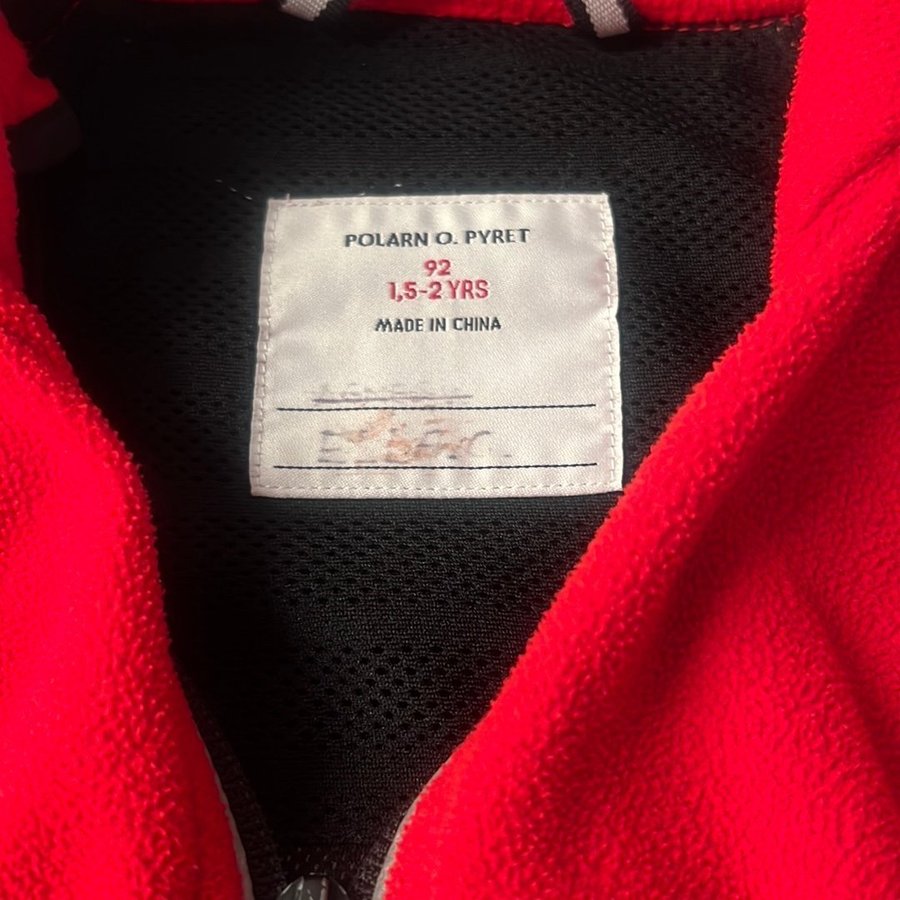 POLARN O. PYRET
92
1,5-2 YRS
MADE IN CHINA